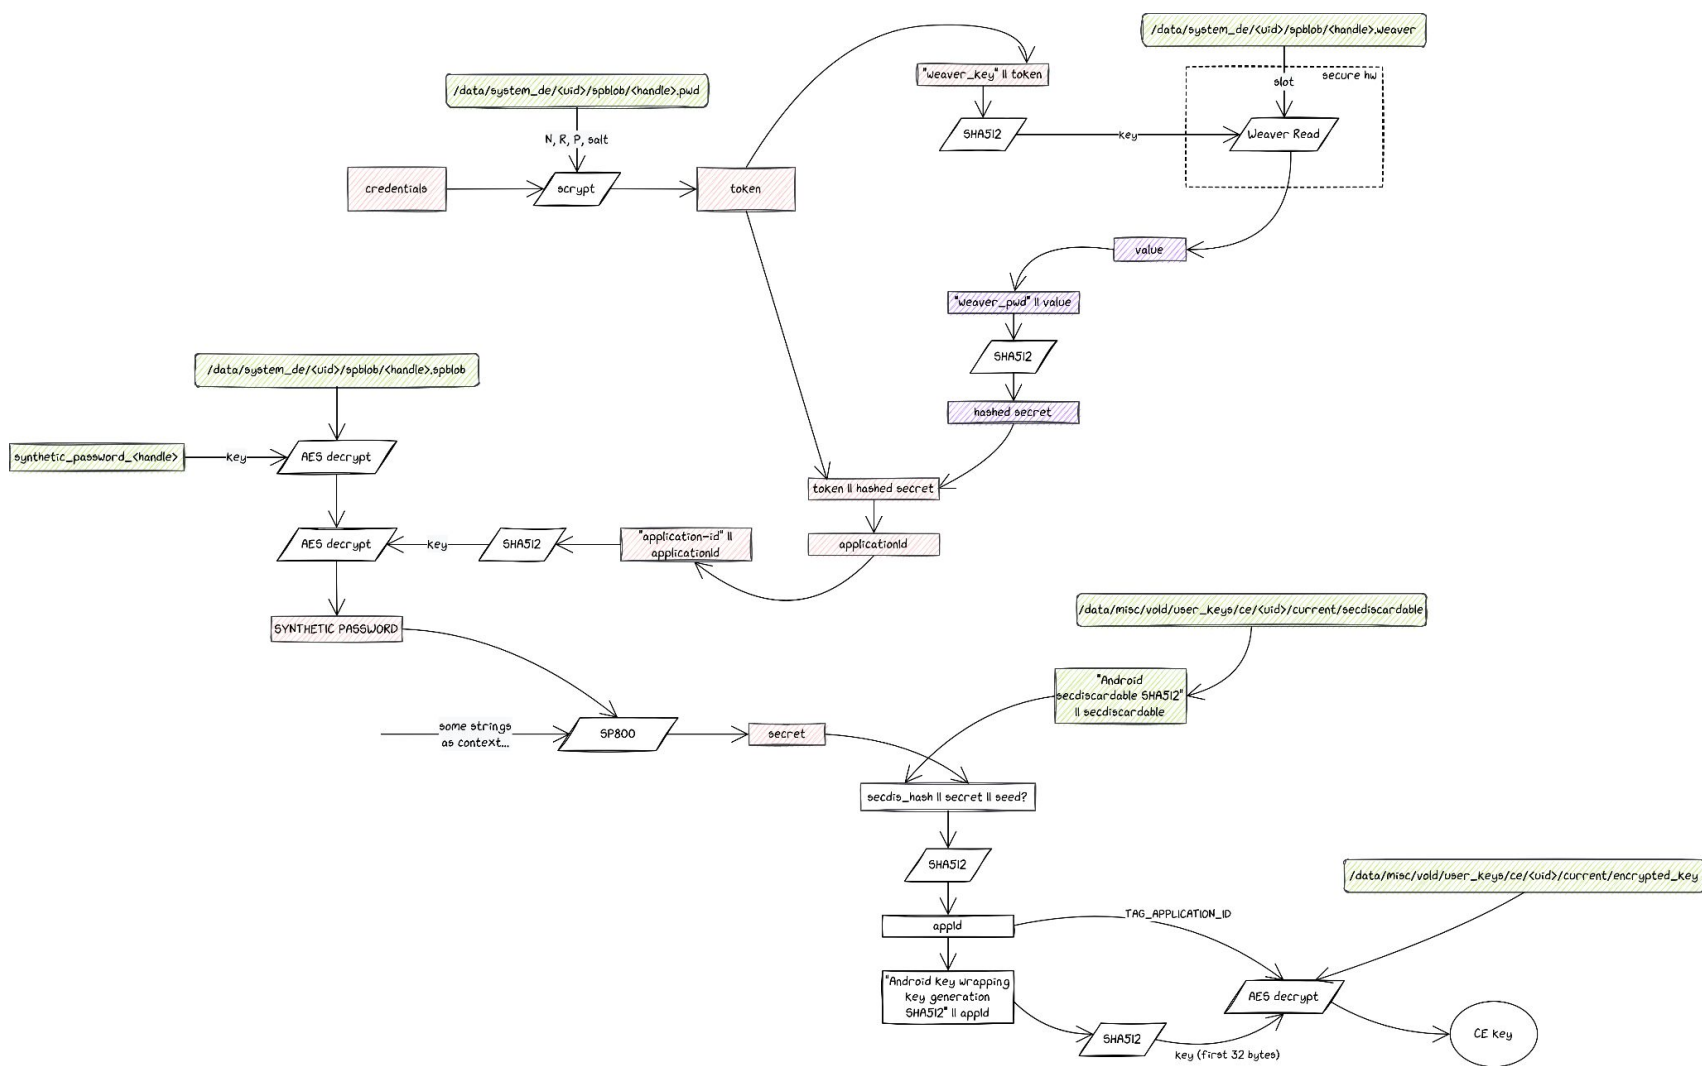 /data/system_de/<uid>/spblob/<handle>.weaver
"weaver_key" || token
slot
secure hw
/data/system_de/<uid>/spblob/<handle>.pwd
N, R, P, salt
SHA512
key
Weaver Read
credentials
scrypt
token
value
"weaver_pwd" || value
SHA512
/data/system_de/<uid>/spblob/<handle>.spblob
hashed secret
synthetic_password_<handle>
key
AES decrypt
token || hashed secret
AES decrypt
key
SHA512
"application-id" ||
applicationId
applicationId
/data/misc/vold/user_keys/ce/<uid>/current/secdiscardable
SYNTHETIC PASSWORD
"Android
secdiscardable SHA512"
|| secdiscardable
some strings
as context...
SP800
secret
secdis_hash || secret || seed?
SHA512
/data/misc/vold/user_keys/ce/<uid>/current/encrypted_key
TAG_APPLICATION_ID
appId
"Android key wrapping
key generation
SHA512" || appId
AES decrypt
SHA512
key (first 32 bytes)
CE key